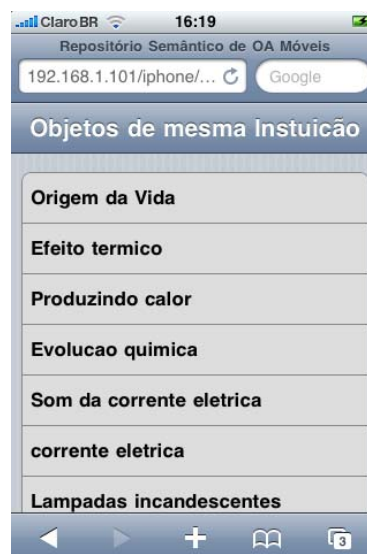 Claro BR 16:19
Repositório Semântico de OA Móveis
192.168.1.101/iphone/... Google
Objetos de mesma Instuicão
Origem da Vida
Efeito termico
Produzindo calor
Evolucao quimica
Som da corrente eletrica
corrente eletrica
Lampadas incandescentes
3